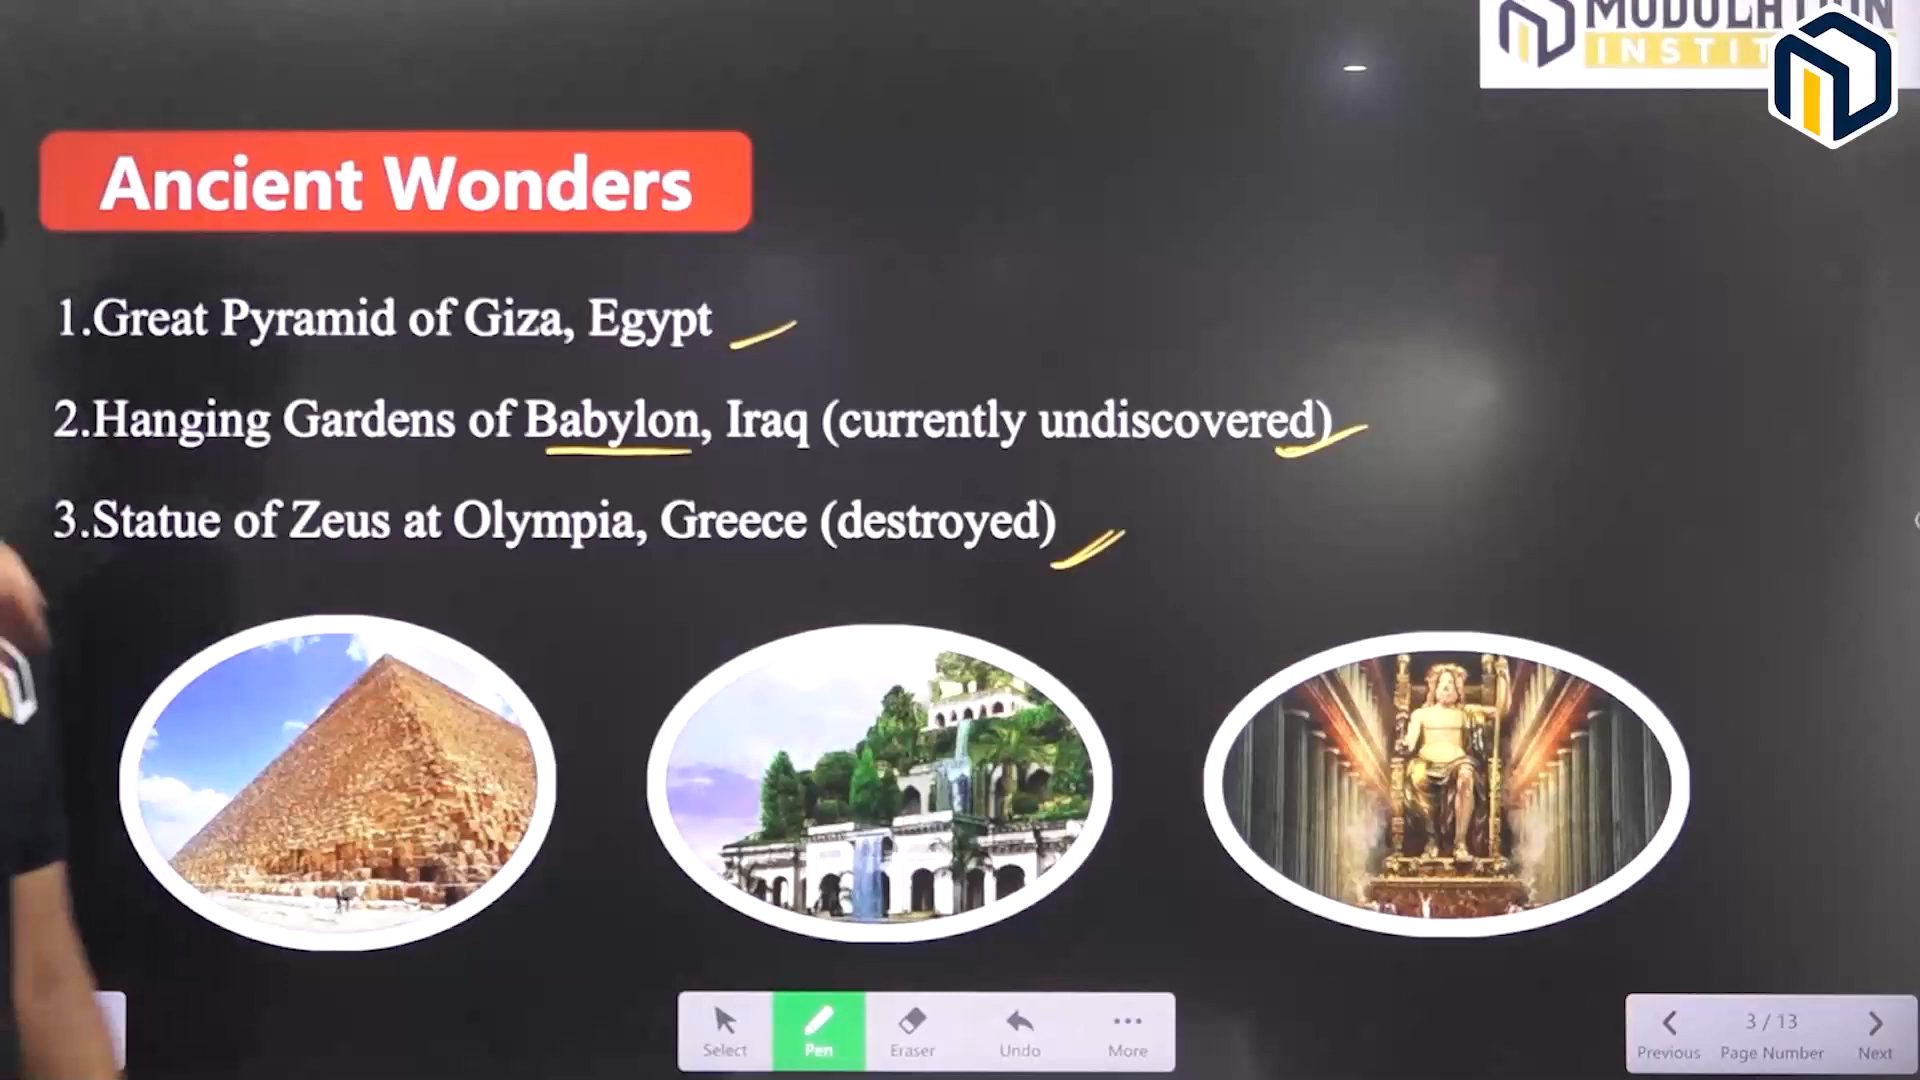 INSTIT
Ancient Wonders
1.Great Pyramid of Giza, Egypt
2.Hanging Gardens of Babylon, Iraq (currently undiscovered)
3.Statue of Zeus at Olympia, Greece (destroyed)
Select Pen Eraser Undo More
3 / 13
Previous Page Number Next